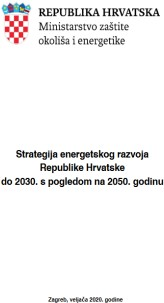 REPUBLIKA HRVATSKA
Ministarstvo zaštite
okoliša i energetike
Strategija energetskog razvoja
Republike Hrvatske
do 2030. s pogledom na 2050. godinu
Zagreb, veljača 2020. godine